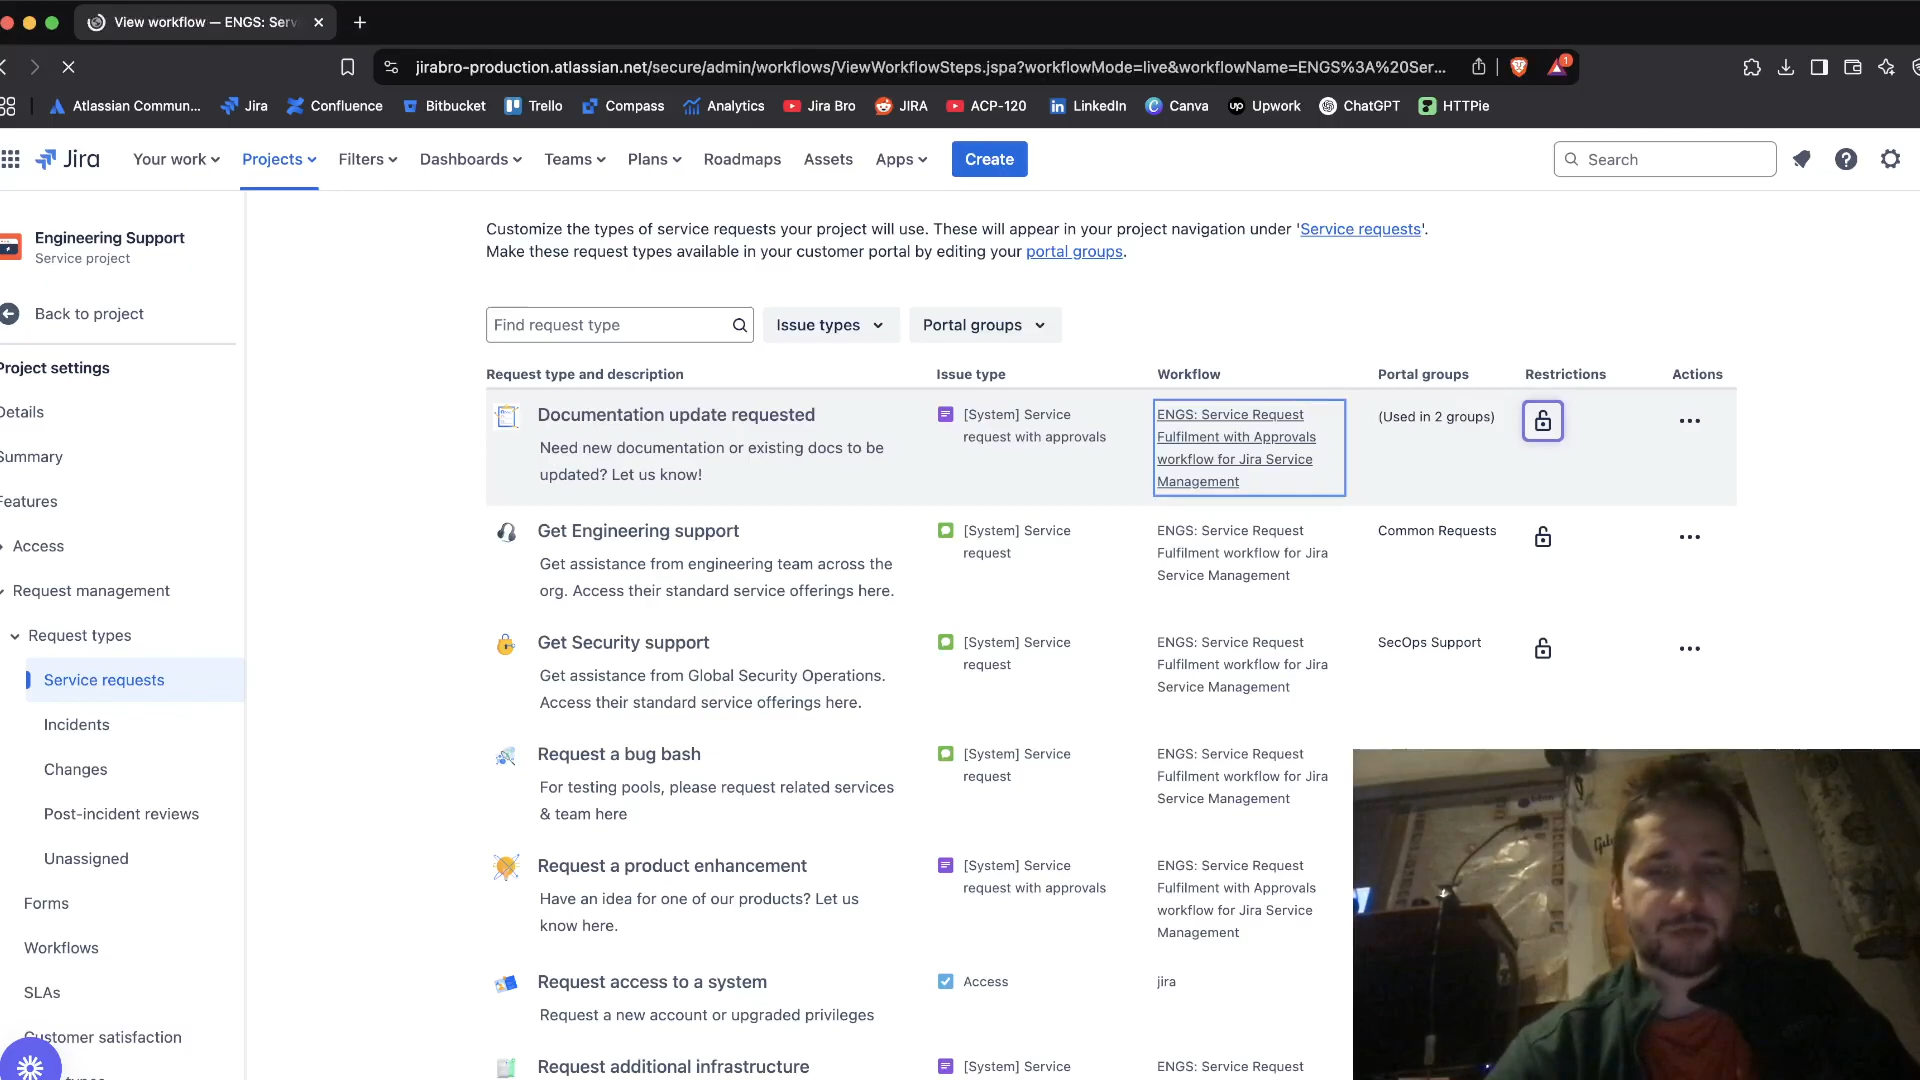 View workflow — ENGS: Serv
jirabro-production.atlassian.net/secure/admin/workflows/ViewWorkflowSteps.jspa?workflowMode=live&workflowName=ENGS%3A%20Ser...
1
Atlassian Commun... Jira Confluence Bitbucket Trello Compass Analytics Jira Bro JIRA ACP-120 LinkedIn Canva Upwork ChatGPT HTTPie
Jira Your work Projects Filters Dashboards Teams Plans Roadmaps Assets Apps Create Search
Engineering Support
Service project
Back to project
Project settings
Details
Summary
Features
Access
Request management
Request types
Service requests
Incidents
Changes
Post-incident reviews
Unassigned
Forms
Workflows
SLAs
Customer satisfaction
Customize the types of service requests your project will use. These will appear in your project navigation under 'Service requests'.
Make these request types available in your customer portal by editing your portal groups.
Find request type Issue types Portal groups
Request type and description Issue type Workflow Portal groups Restrictions Actions
Documentation update requested
Need new documentation or existing docs to be
updated? Let us know!
[System] Service
request with approvals
ENGS: Service Request
Fulfilment with Approvals
workflow for Jira Service
Management
(Used in 2 groups)
Get Engineering support
Get assistance from engineering team across the
org. Access their standard service offerings here.
[System] Service
request
ENGS: Service Request
Fulfilment workflow for Jira
Service Management
Common Requests
Get Security support
Get assistance from Global Security Operations.
Access their standard service offerings here.
[System] Service
request
ENGS: Service Request
Fulfilment workflow for Jira
Service Management
SecOps Support
Request a bug bash
For testing pools, please request related services
& team here
[System] Service
request
ENGS: Service Request
Fulfilment workflow for Jira
Service Management
Request a product enhancement
Have an idea for one of our products? Let us
know here.
[System] Service
request with approvals
ENGS: Service Request
Fulfilment with Approvals
workflow for Jira Service
Management
Request access to a system
Request a new account or upgraded privileges
Access
jira
Request additional infrastructure
[System] Service
ENGS: Service Request